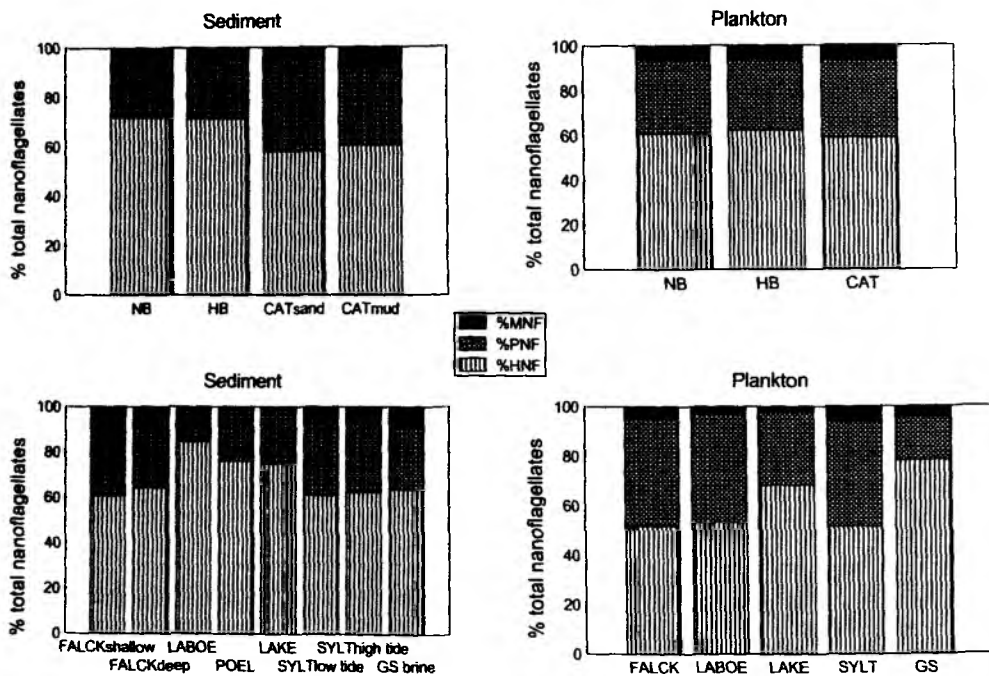 Sediment
% total nanoflagellates
100
80
60
40
20
0
NB HB CATsand CATmud
Plankton
% total nanoflagellates
100
80
60
40
20
0
NB HB CAT
%MNF
%PNF
%HNF
Sediment
% total nanoflagellates
100
80
60
40
20
0
FALCKshallow LABOE LAKE SYLThigh tide
FALCKdeep POEL SYLTlow tide GS brine
Plankton
% total nanoflagellates
100
80
60
40
20
0
FALCK LABOE LAKE SYLT GS